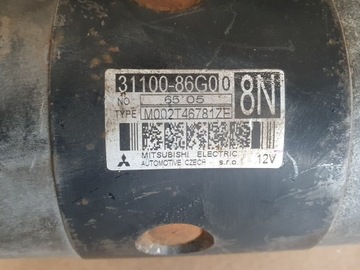 31100-86G00 8N
NO 65 05
TYPE M002T46781ZE
MITSUBISHI ELECTRIC
AUTOMOTIVE CZECH s.r.o. 12V